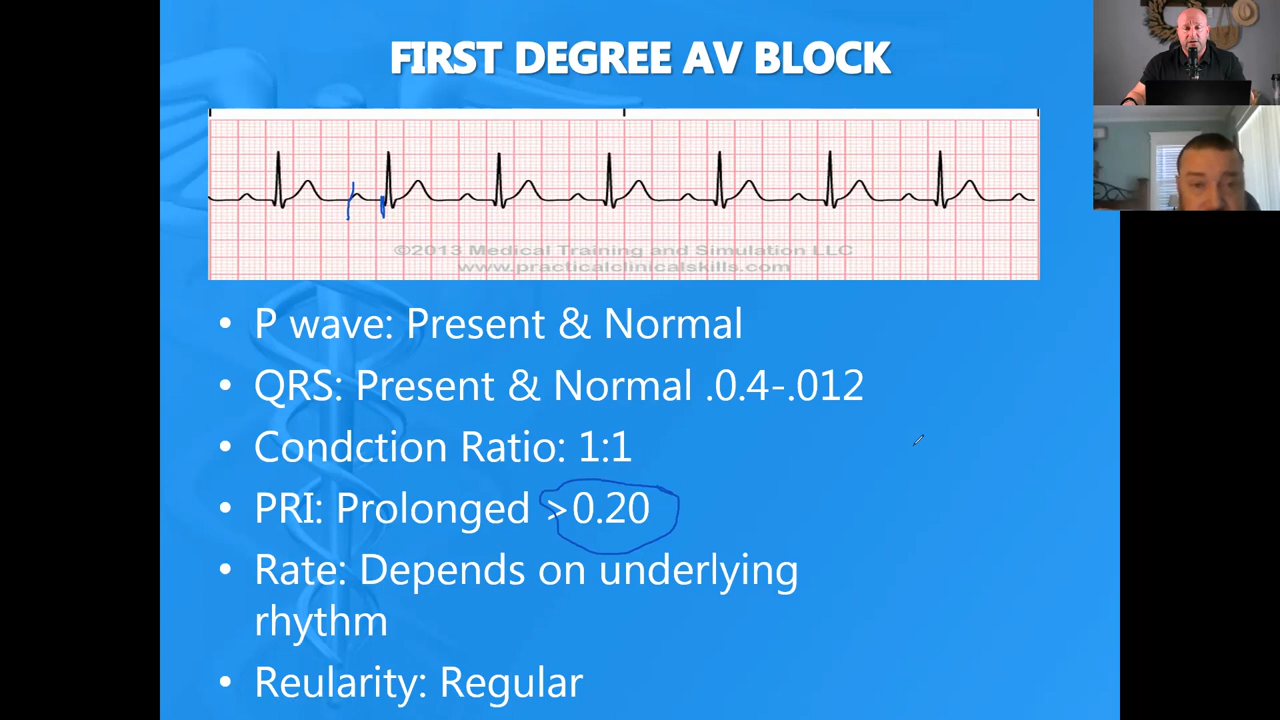 FIRST DEGREE AV BLOCK
©2013 Medical Training and Simulation LLC
www.practicalclinicalskills.com
• P wave: Present & Normal
• QRS: Present & Normal .0.4-.012
• Condction Ratio: 1:1
• PRI: Prolonged >0.20
• Rate: Depends on underlying
rhythm
• Reularity: Regular